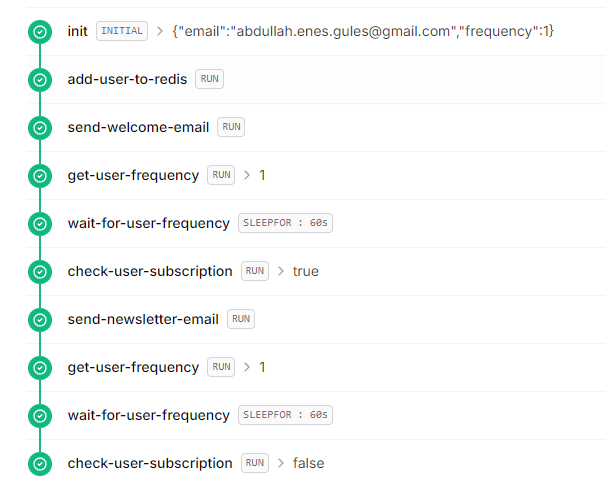 init INITIAL > {"email":"abdullah.enes.gules@gmail.com","frequency":1}
add-user-to-redis RUN
send-welcome-email RUN
get-user-frequency RUN > 1
wait-for-user-frequency SLEEPFOR : 60s
check-user-subscription RUN > true
send-newsletter-email RUN
get-user-frequency RUN > 1
wait-for-user-frequency SLEEPFOR : 60s
check-user-subscription RUN > false